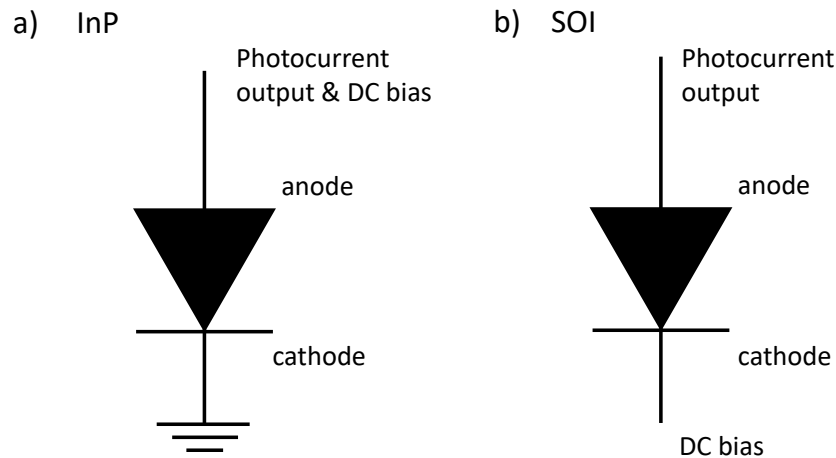 a) InP
Photocurrent
output & DC bias
anode
cathode
b) SOI
Photocurrent
output
anode
cathode
DC bias